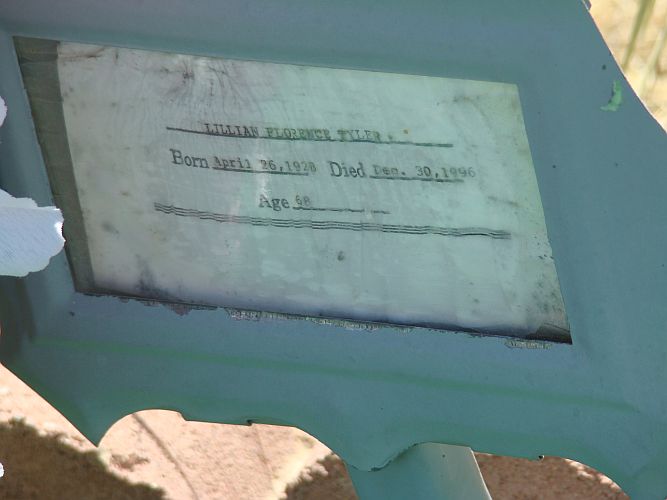 LILLIAN FLORENCE TYLER
Born April 26,1928 Died Dec. 30,1996
Age 68